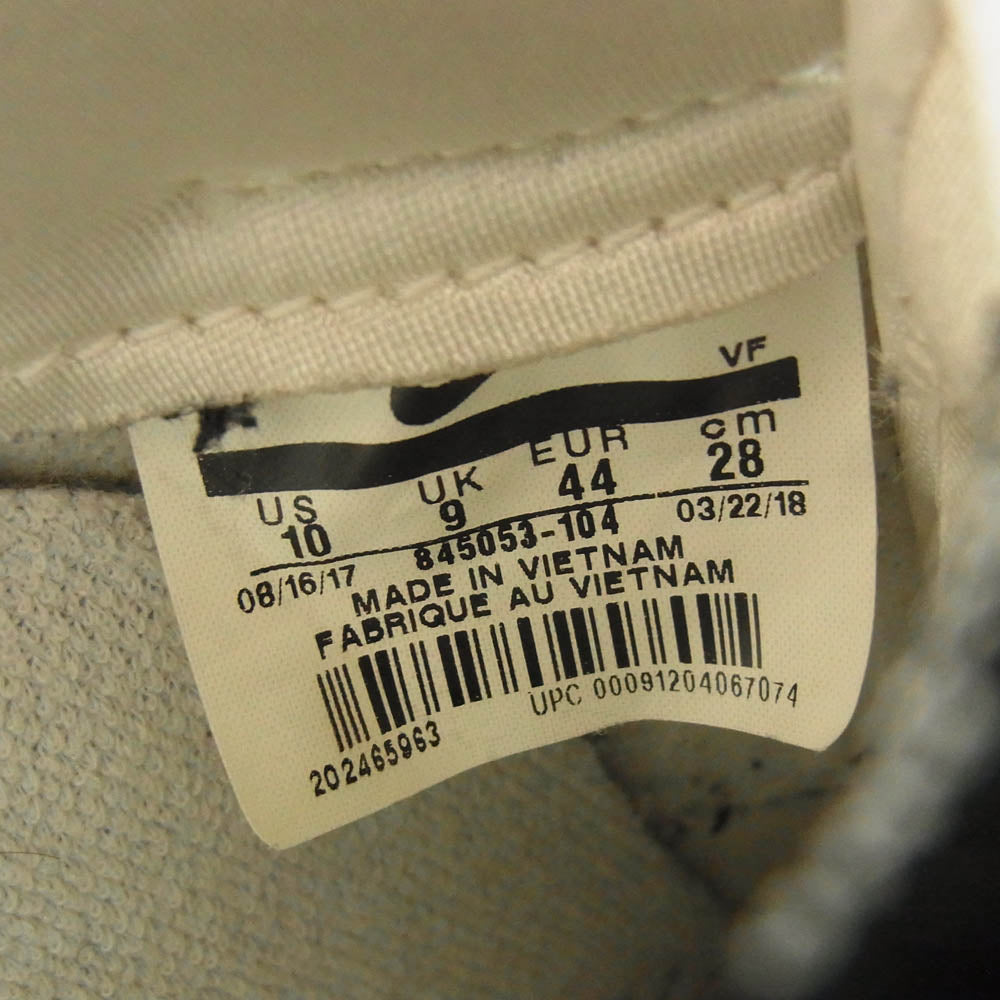 VF
US UK EUR cm
10 9 44 28
08/16/17 845053-104 03/22/18
MADE IN VIETNAM
FABRIQUE AU VIETNAM
UPC 00091204067074
202465963